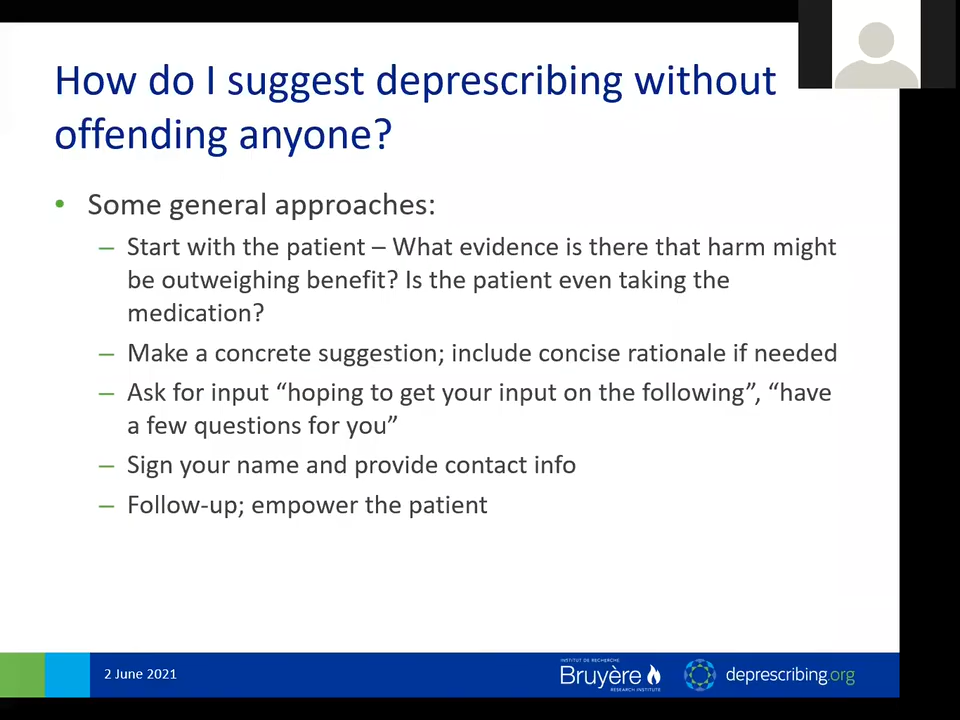 How do I suggest deprescribing without
offending anyone?
• Some general approaches:
– Start with the patient – What evidence is there that harm might
be outweighing benefit? Is the patient even taking the
medication?
– Make a concrete suggestion; include concise rationale if needed
– Ask for input “hoping to get your input on the following”, “have
a few questions for you”
– Sign your name and provide contact info
– Follow-up; empower the patient
2 June 2021
INSTITUT DE RECHERCHE
Bruyère
RESEARCH INSTITUTE
deprescribing.org